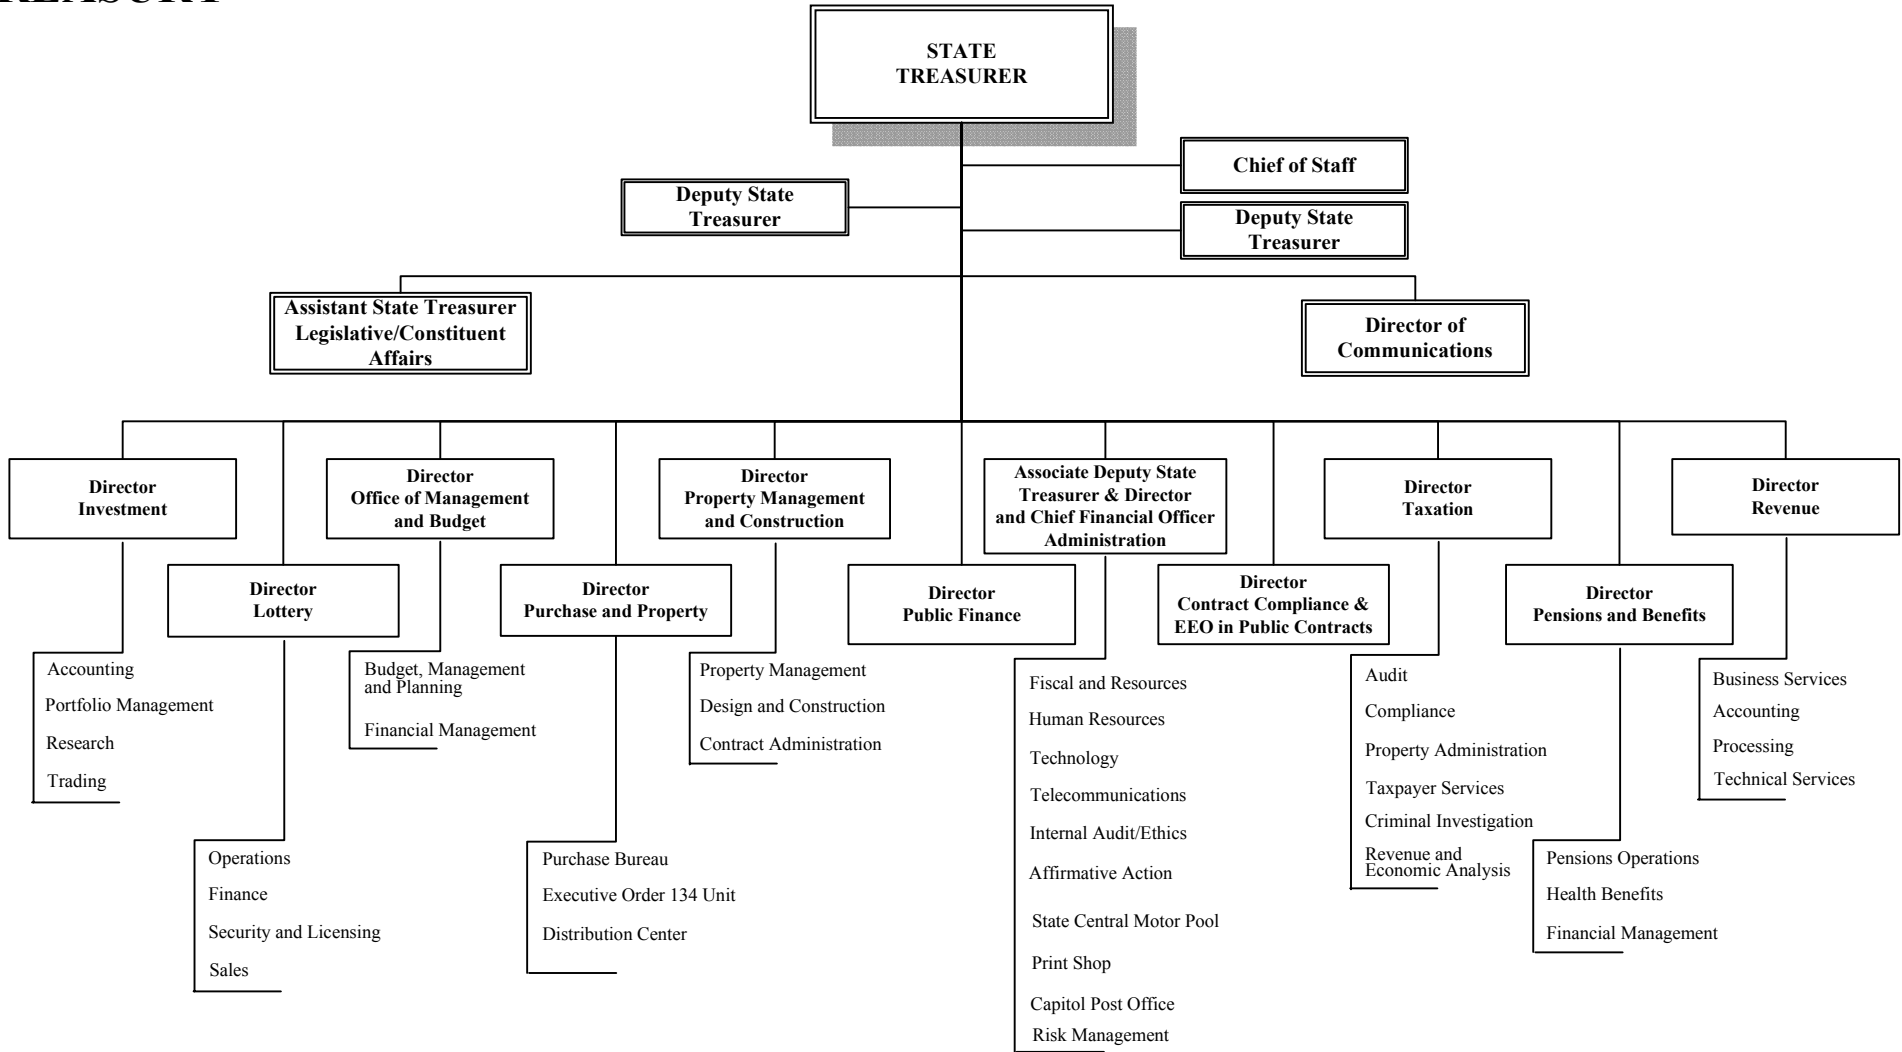 STATE
TREASURER
Chief of Staff
Deputy State
Treasurer
Deputy State
Treasurer
Assistant State Treasurer
Legislative/Constituent
Affairs
Director of
Communications
Director
Investment
Director
Office of Management
and Budget
Director
Property Management
and Construction
Associate Deputy State
Treasurer & Director
and Chief Financial Officer
Administration
Director
Taxation
Director
Revenue
Director
Lottery
Director
Purchase and Property
Director
Public Finance
Director
Contract Compliance &
EEO in Public Contracts
Director
Pensions and Benefits
Accounting
Portfolio Management
Research
Trading
Operations
Finance
Security and Licensing
Sales
Budget, Management
and Planning
Financial Management
Purchase Bureau
Executive Order 134 Unit
Distribution Center
Property Management
Design and Construction
Contract Administration
Fiscal and Resources
Human Resources
Technology
Telecommunications
Internal Audit/Ethics
Affirmative Action
State Central Motor Pool
Print Shop
Capitol Post Office
Risk Management
Audit
Compliance
Property Administration
Taxpayer Services
Criminal Investigation
Revenue and
Economic Analysis
Pensions Operations
Health Benefits
Financial Management
Business Services
Accounting
Processing
Technical Services